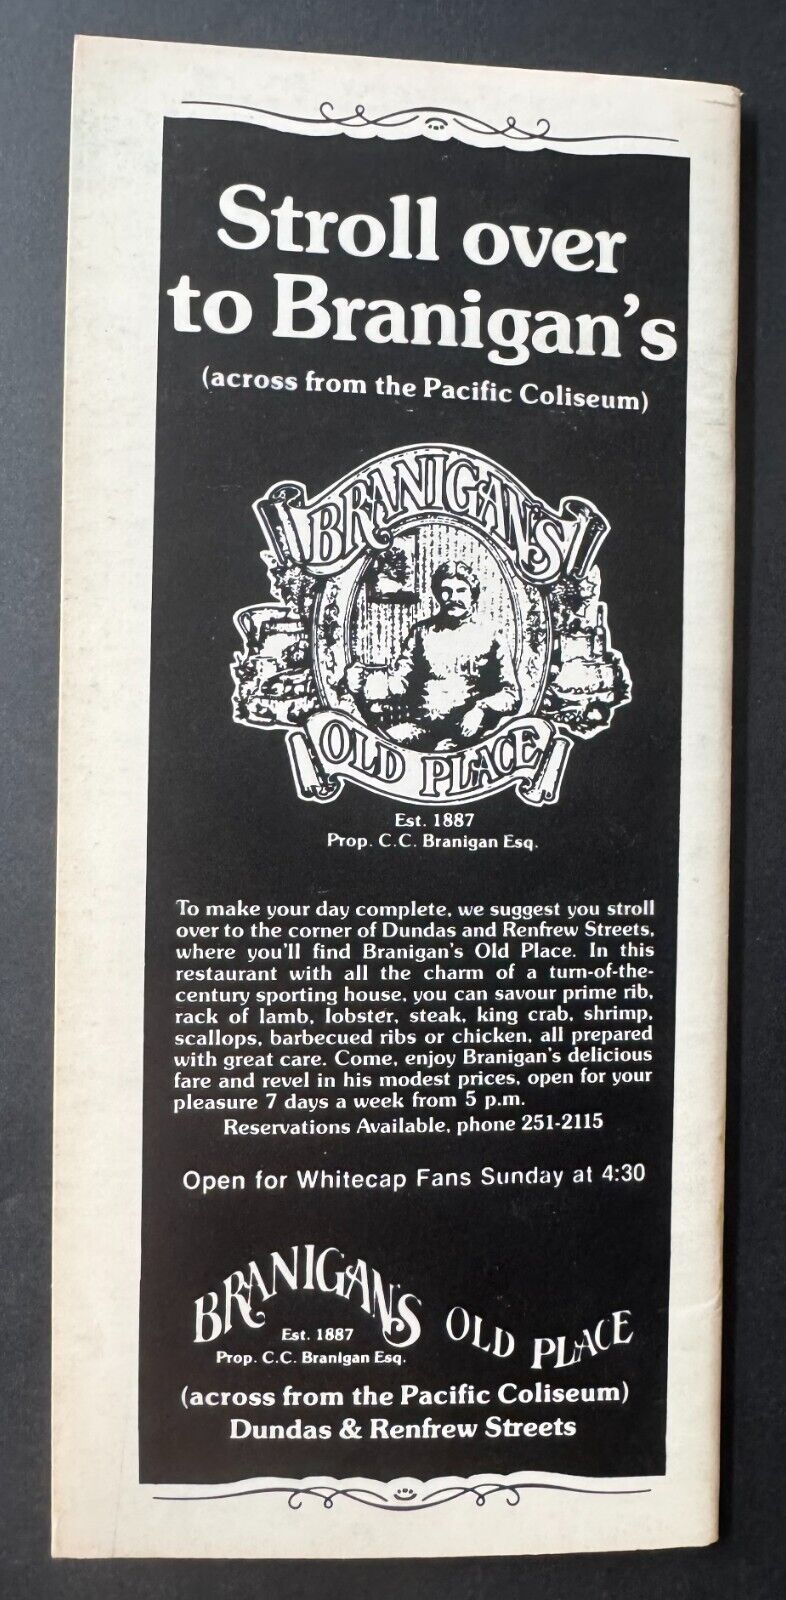 Stroll over
to Branigan's
(across from the Pacific Coliseum)
BRANIGAN'S
OLD PLACE
Est. 1887
Prop. C.C. Branigan Esq.
To make your day complete, we suggest you stroll
over to the corner of Dundas and Renfrew Streets,
where you'll find Branigan's Old Place. In this
restaurant with all the charm of a turn-of-the-
century sporting house, you can savour prime rib,
rack of lamb, lobster, steak, king crab, shrimp,
scallops, barbecued ribs or chicken, all prepared
with great care. Come, enjoy Branigan's delicious
fare and revel in his modest prices, open for your
pleasure 7 days a week from 5 p.m.
Reservations Available, phone 251-2115
Open for Whitecap Fans Sunday at 4:30
BRANIGAN'S OLD PLACE
Est. 1887
Prop. C.C. Branigan Esq.
(across from the Pacific Coliseum)
Dundas & Renfrew Streets